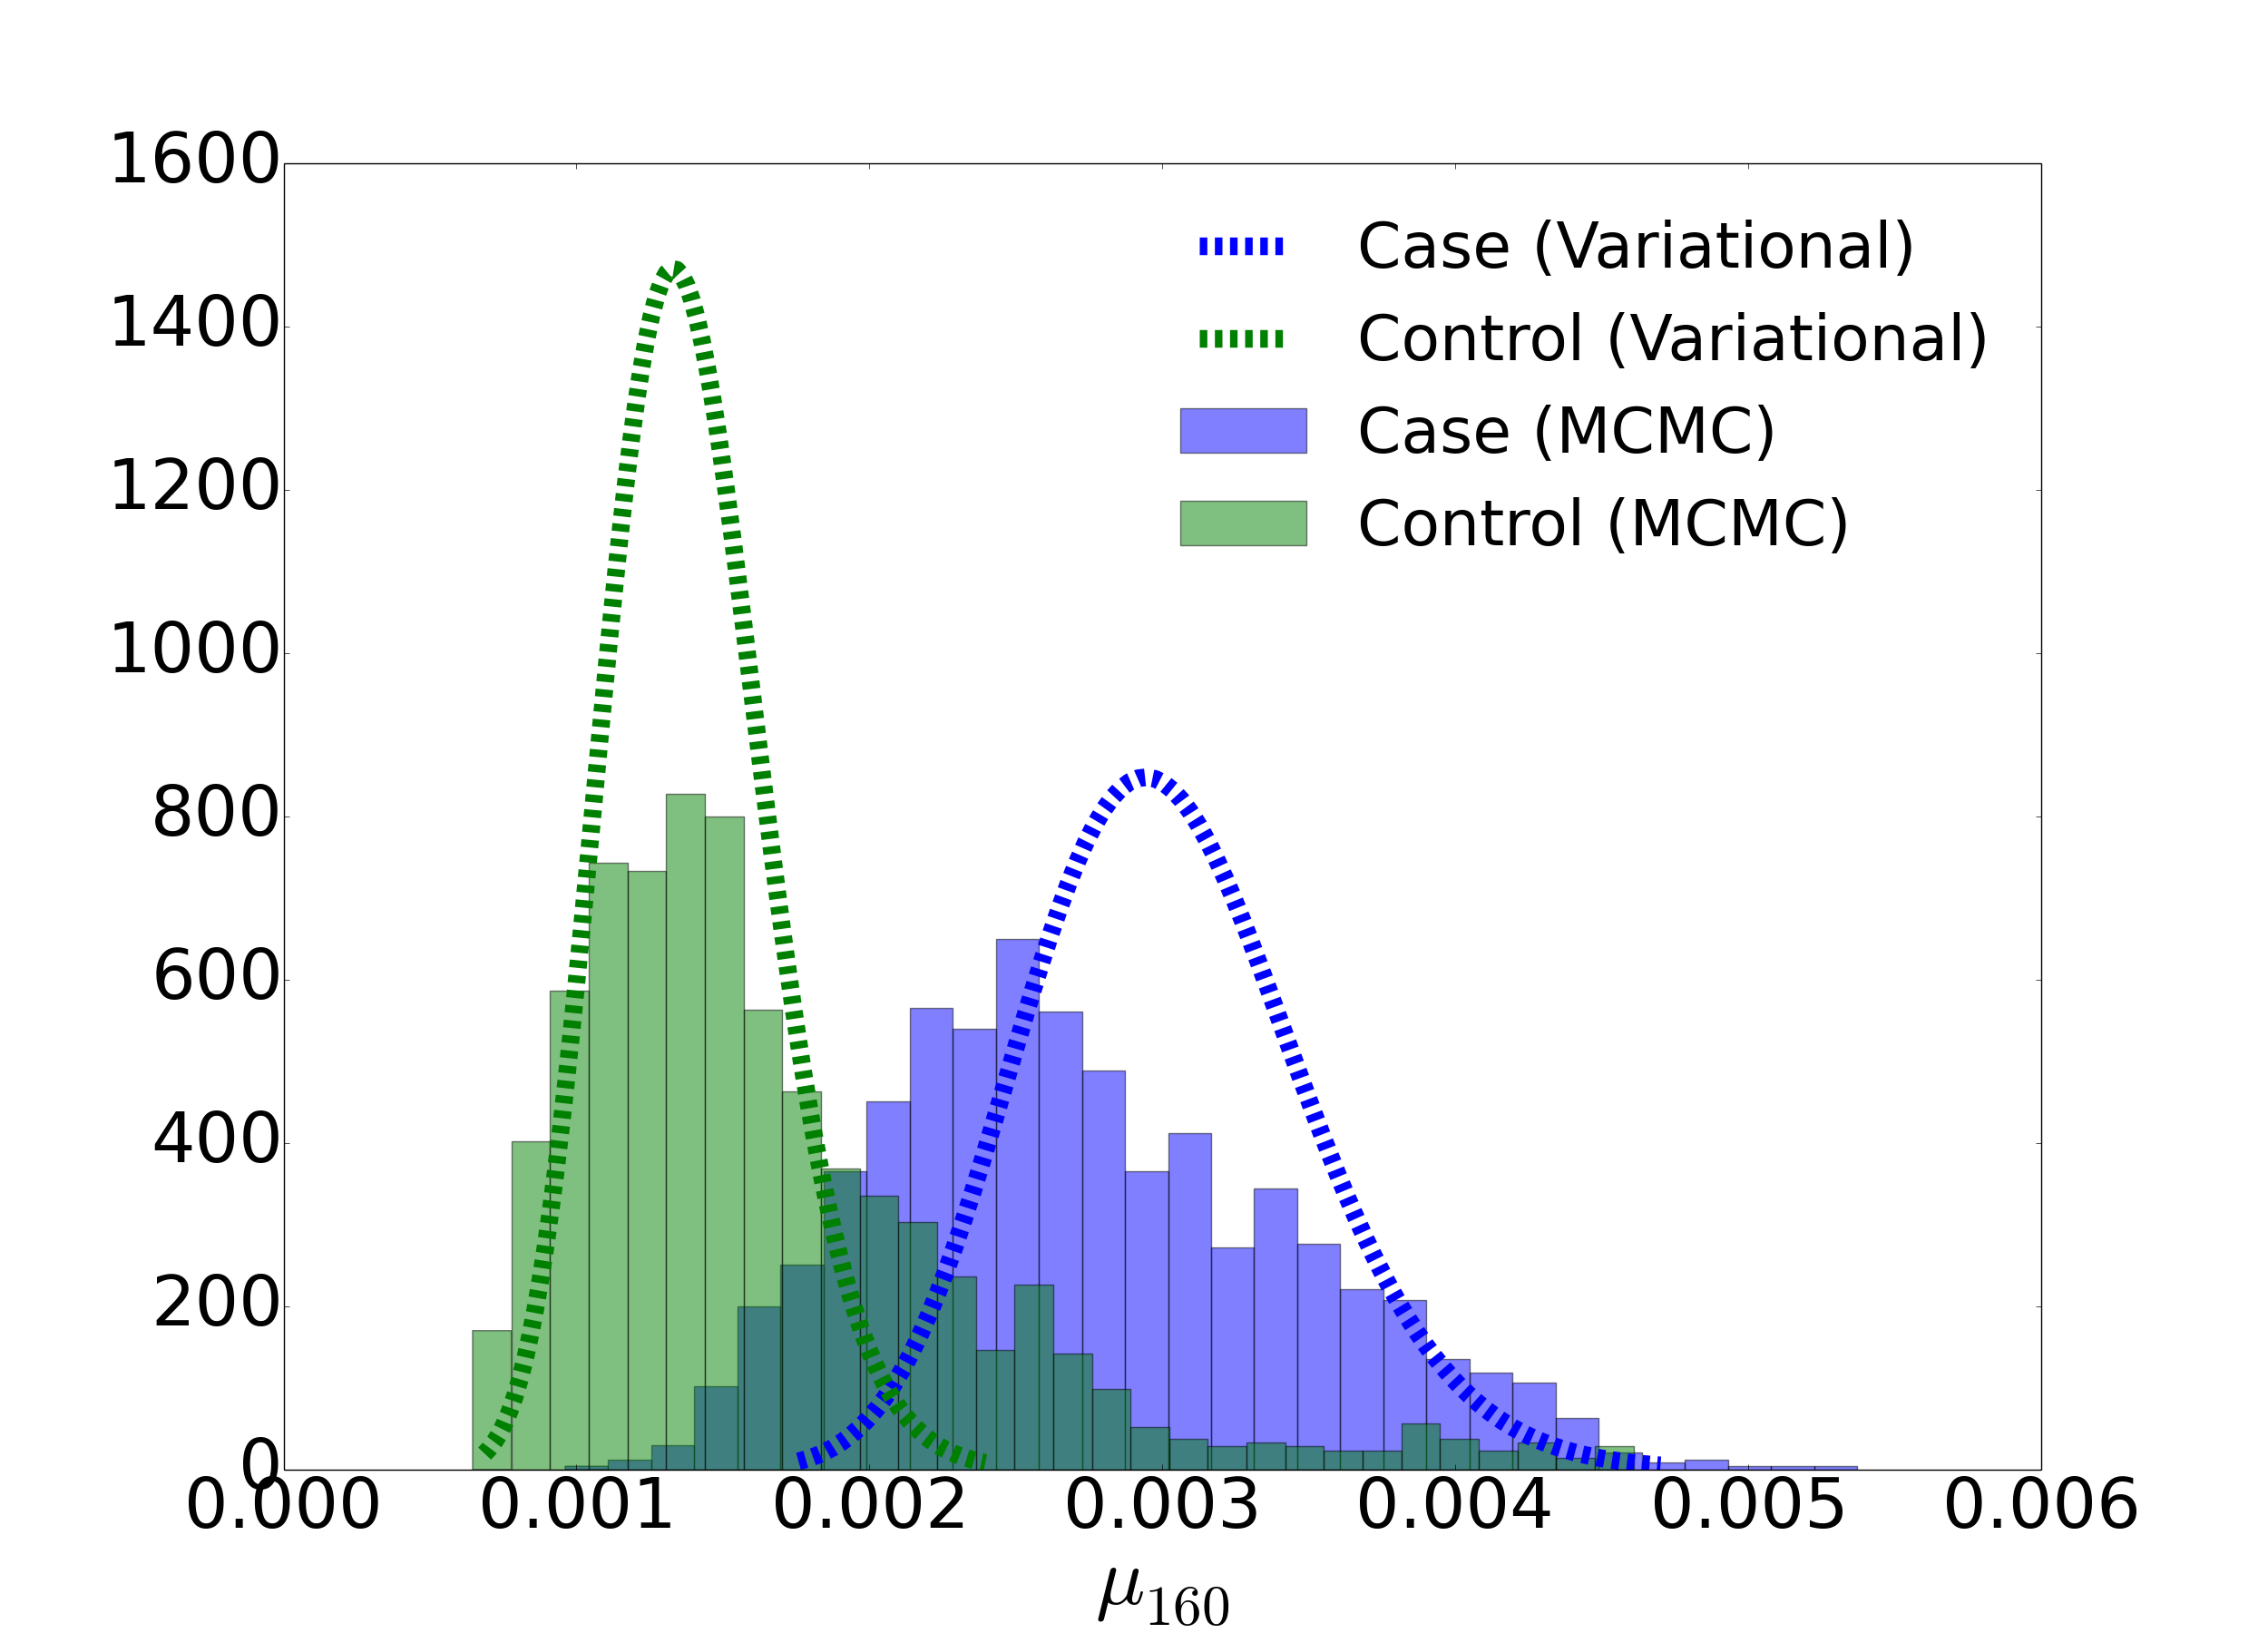 1600
1400
1200
1000
800
600
400
200
0
Case (Variational)
Control (Variational)
Case (MCMC)
Control (MCMC)
0.000 0.001 0.002 0.003 0.004 0.005 0.006
μ160